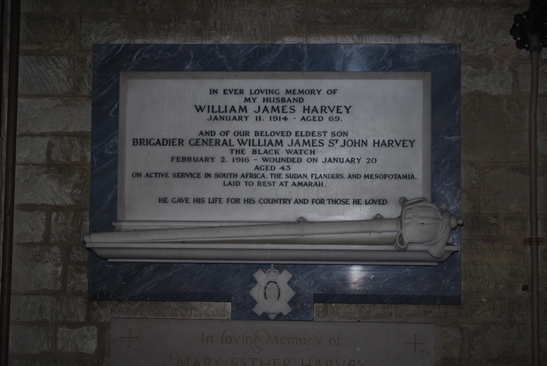 IN EVER LOVING MEMORY OF
MY HUSBAND
WILLIAM JAMES HARVEY
JANUARY 11. 1914 - AGED 69.
AND OF OUR BELOVED ELDEST SON
BRIGADIER GENERAL WILLIAM JAMES ST JOHN HARVEY
THE BLACK WATCH
FEBRUARY 2. 1916 - WOUNDED ON JANUARY 20
AGED 43
ON ACTIVE SERVICE IN SOUTH AFRICA, THE SUDAN, FLANDERS, AND MESOPOTAMIA.
LAID TO REST AT AMARAH.
HE GAVE HIS LIFE FOR HIS COUNTRY AND FOR THOSE HE LOVED.
In Loving Memory of
MARY ESTHER HARVEY